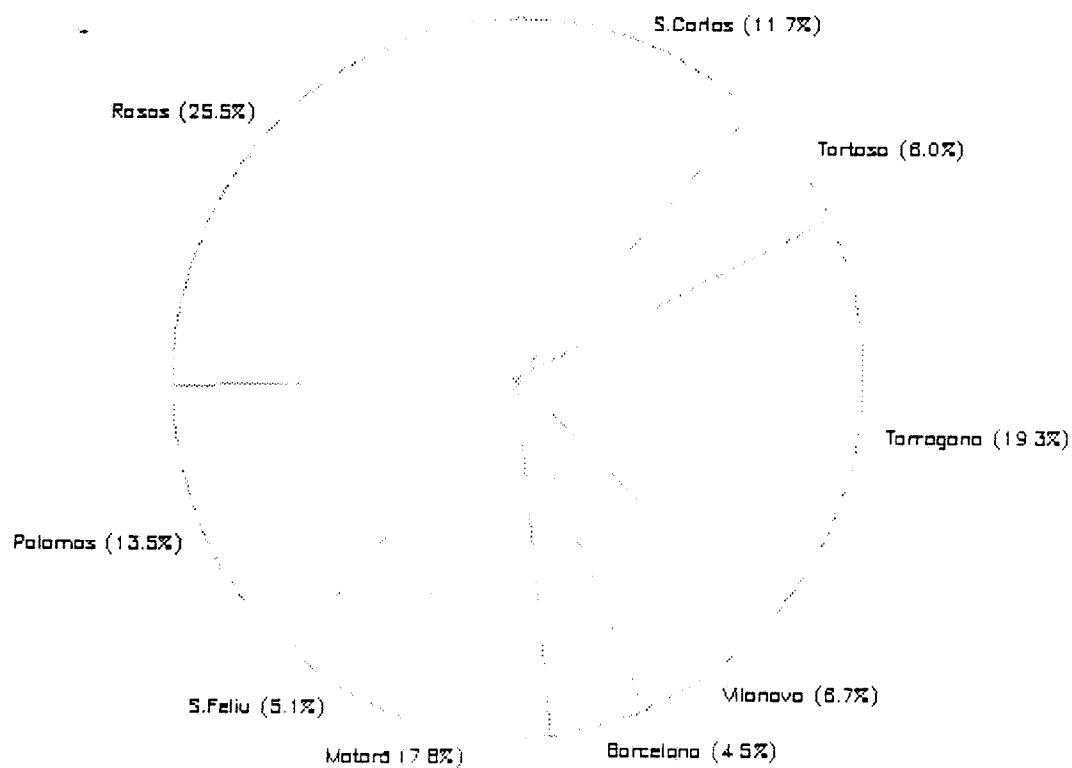 S.Carlos (11.7%)
Rosas (25.5%)
Tortosa (6.0%)
Tarragona (19.3%)
Palamos (13.5%)
Vilanova (6.7%)
S.Feliu (5.1%)
Barcelona (4.5%)
Mataró (7.8%)